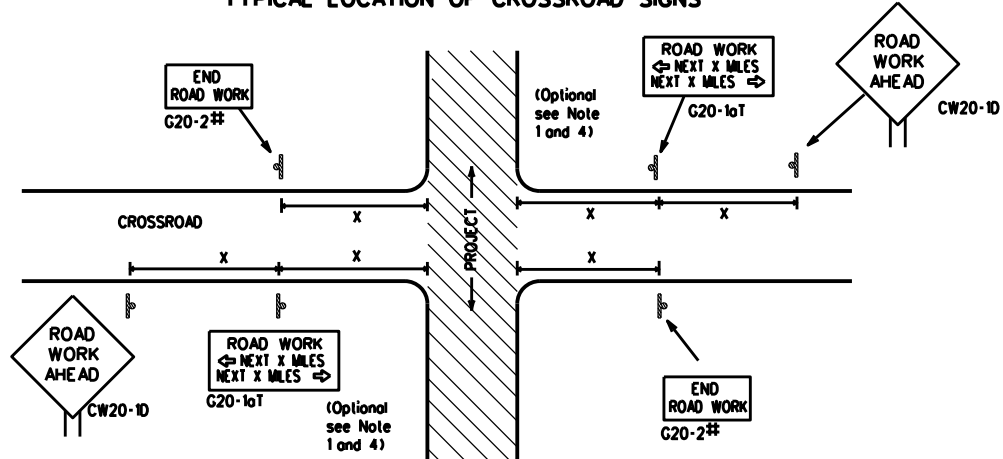 TYPICAL LOCATION OF CROSSROAD SIGNS
END
ROAD WORK
G20-2#
(Optional
see Note
1 and 4)
ROAD WORK
⇦ NEXT X MILES
NEXT X MILES ⇨
G20-1aT
ROAD
WORK
AHEAD
CW20-1D
CROSSROAD
X
X
X
PROJECT
X
X
X
ROAD
WORK
AHEAD
CW20-1D
ROAD WORK
⇦ NEXT X MILES
NEXT X MILES ⇨
G20-1aT
(Optional
see Note
1 and 4)
END
ROAD WORK
G20-2#